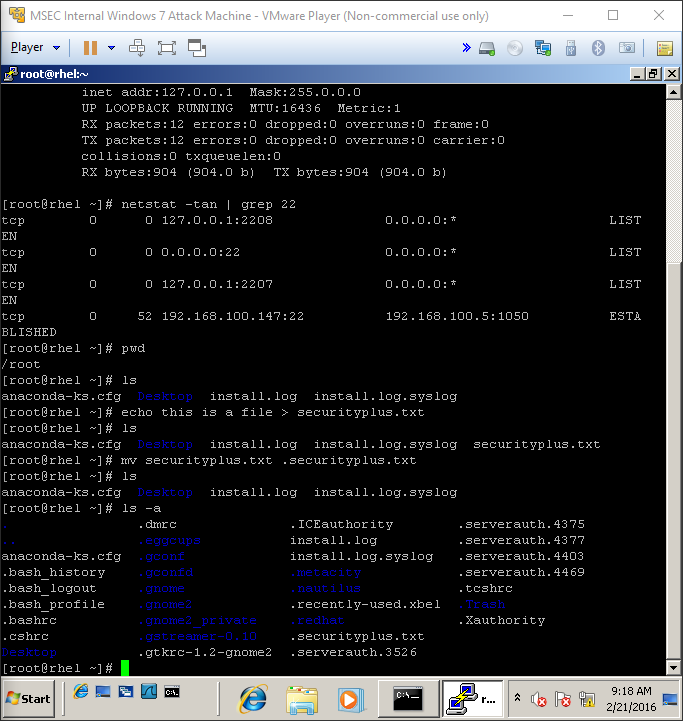 MSEC Internal Windows 7 Attack Machine - VMware Player (Non-commercial use only)
Player
root@rhel:~
inet addr:127.0.0.1  Mask:255.0.0.0
UP LOOPBACK RUNNING  MTU:16436  Metric:1
RX packets:12 errors:0 dropped:0 overruns:0 frame:0
TX packets:12 errors:0 dropped:0 overruns:0 carrier:0
collisions:0 txqueuelen:0
RX bytes:904 (904.0 b)  TX bytes:904 (904.0 b)
[root@rhel ~]# netstat -tan | grep 22
tcp        0      0 127.0.0.1:2208              0.0.0.0:*                   LIST
EN
tcp        0      0 0.0.0.0:22                  0.0.0.0:*                   LIST
EN
tcp        0      0 127.0.0.1:2207              0.0.0.0:*                   LIST
EN
tcp        0     52 192.168.100.147:22          192.168.100.5:1050          ESTA
BLISHED
[root@rhel ~]# pwd
/root
[root@rhel ~]# ls
anaconda-ks.cfg  Desktop  install.log  install.log.syslog
[root@rhel ~]# echo this is a file > securityplus.txt
[root@rhel ~]# ls
anaconda-ks.cfg  Desktop  install.log  install.log.syslog  securityplus.txt
[root@rhel ~]# mv securityplus.txt .securityplus.txt
[root@rhel ~]# ls
anaconda-ks.cfg  Desktop  install.log  install.log.syslog
[root@rhel ~]# ls -a
.                .dmrc              .ICEauthority        .serverauth.4375
..               .eggcups           install.log          .serverauth.4377
anaconda-ks.cfg  .gconf             install.log.syslog   .serverauth.4403
.bash_history    .gconfd            .metacity            .serverauth.4469
.bash_logout     .gnome             .nautilus            .tcshrc
.bash_profile    .gnome2            .recently-used.xbel  .Trash
.bashrc          .gnome2_private    .redhat              .Xauthority
.cshrc           .gstreamer-0.10    .securityplus.txt
Desktop          .gtkrc-1.2-gnome2  .serverauth.3526
[root@rhel ~]#
Start
r...
9:18 AM
2/21/2016